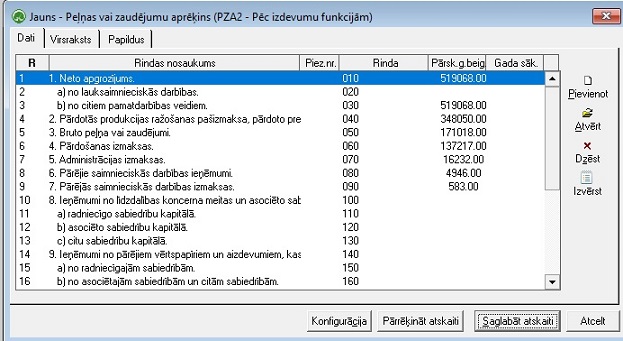 Jauns - Peļņas vai zaudējumu aprēķins (PZA2 - Pēc izdevumu funkcijām)
Dati Virsraksts Papildus
R Rindas nosaukums Piez.nr. Rinda Pārsk.g.beig Gada sāk.
1 1. Neto apgrozījums. 010 519068.00
2 a) no lauksaimnieciskās darbības. 020
3 b) no citiem pamatdarbības veidiem. 030 519068.00
4 2. Pārdotās produkcijas ražošanas pašizmaksa, pārdoto pre 040 348050.00
5 3. Bruto peļņa vai zaudējumi. 050 171018.00
6 4. Pārdošanas izmaksas. 060 137217.00
7 5. Administrācijas izmaksas. 070 16232.00
8 6. Pārējie saimnieciskās darbības ieņēmumi. 080 4946.00
9 7. Pārējās saimnieciskās darbības izmaksas. 090 583.00
10 8. Ieņēmumi no līdzdalības koncerna meitas un asociēto sab 100
11 a) radniecīgo sabiedrību kapitālā. 110
12 b) asociēto sabiedrību kapitālā. 120
13 c) citu sabiedrību kapitālā. 130
14 9. Ieņēmumi no pārējiem vērtspapīriem un aizdevumiem, kas 140
15 a) no radniecīgajām sabiedrībām. 150
16 b) no asociētajām sabiedrībām un citām sabiedrībām. 160
Pievienot
Atvērt
Dzēst
Izvērst
Konfigurācija Pārrēķināt atskaiti Saglabāt atskaiti Atcelt